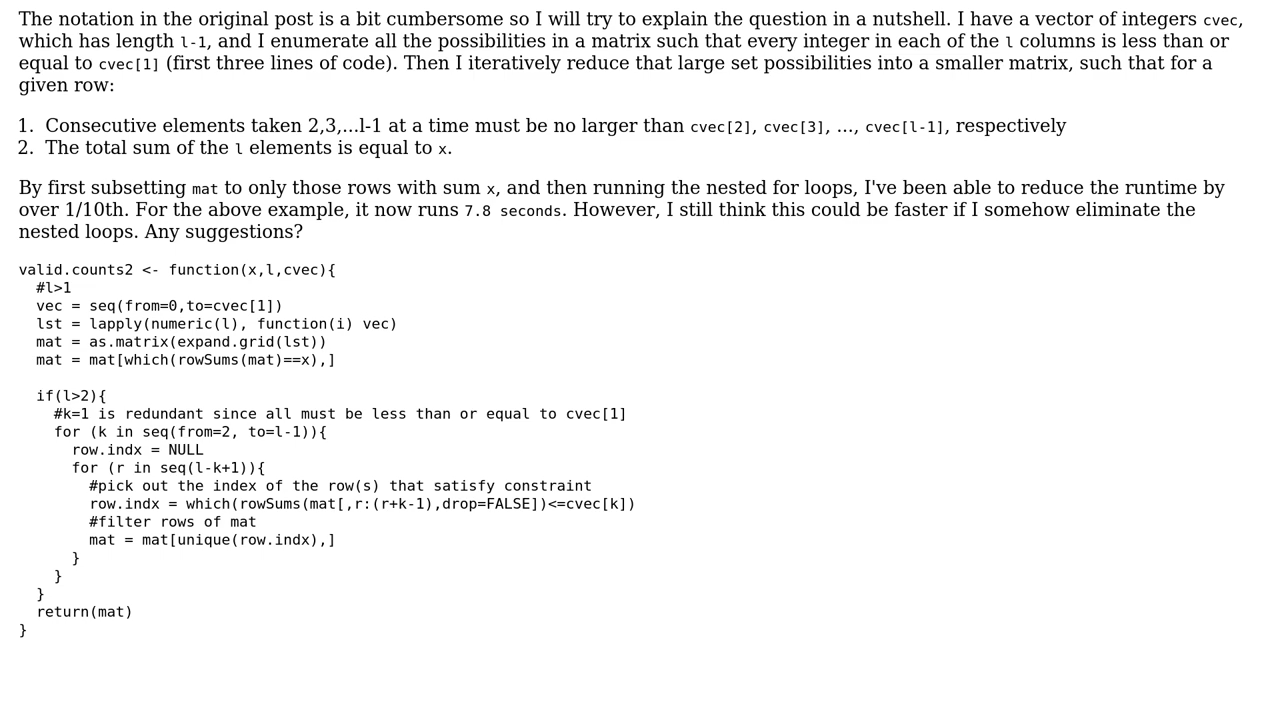 The notation in the original post is a bit cumbersome so I will try to explain the question in a nutshell. I have a vector of integers cvec,
which has length l-1, and I enumerate all the possibilities in a matrix such that every integer in each of the l columns is less than or
equal to cvec[1] (first three lines of code). Then I iteratively reduce that large set possibilities into a smaller matrix, such that for a
given row:
1. Consecutive elements taken 2,3,...l-1 at a time must be no larger than cvec[2], cvec[3], ..., cvec[l-1], respectively
2. The total sum of the l elements is equal to x.
By first subsetting mat to only those rows with sum x, and then running the nested for loops, I've been able to reduce the runtime by
over 1/10th. For the above example, it now runs 7.8 seconds. However, I still think this could be faster if I somehow eliminate the
nested loops. Any suggestions?
valid.counts2 <- function(x,l,cvec){
  #l>1
  vec = seq(from=0,to=cvec[1])
  lst = lapply(numeric(l), function(i) vec)
  mat = as.matrix(expand.grid(lst))
  mat = mat[which(rowSums(mat)==x),]
  if(l>2){
    #k=1 is redundant since all must be less than or equal to cvec[1]
    for (k in seq(from=2, to=l-1)){
      row.indx = NULL
      for (r in seq(l-k+1)){
        #pick out the index of the row(s) that satisfy constraint
        row.indx = which(rowSums(mat[,r:(r+k-1),drop=FALSE])<=cvec[k])
        #filter rows of mat
        mat = mat[unique(row.indx),]
      }
    }
  }
  return(mat)
}